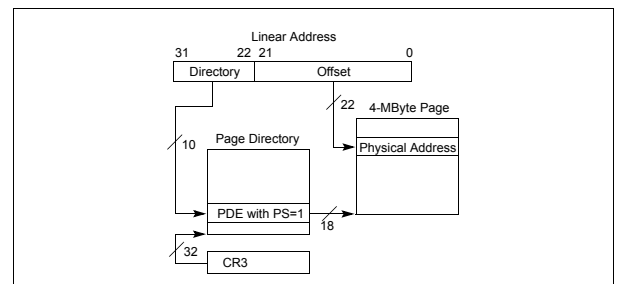 Linear Address
31 22 21 0
Directory Offset
22
4-MByte Page
10
Page Directory
Physical Address
PDE with PS=1
18
32
CR3